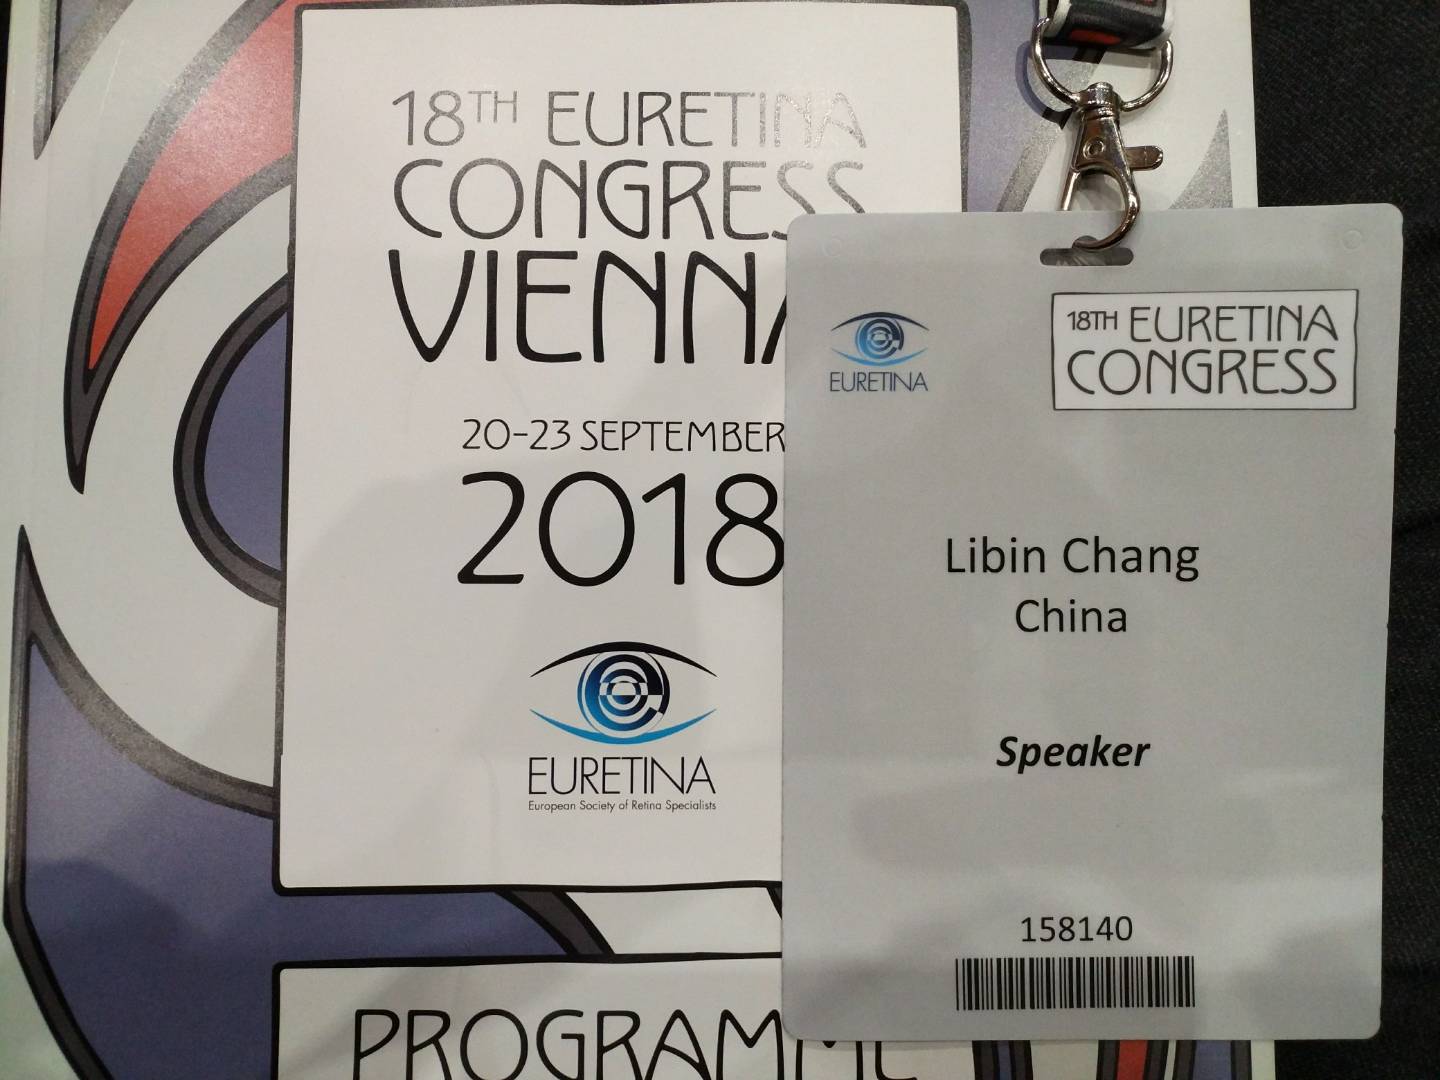 18TH EURETINA
CONGRESS
VIENNA
20-23 SEPTEMBER
2018
EURETINA
European Society of Retina Specialists
PROGRAMME
EURETINA
18TH EURETINA
CONGRESS
Libin Chang
China
Speaker
158140